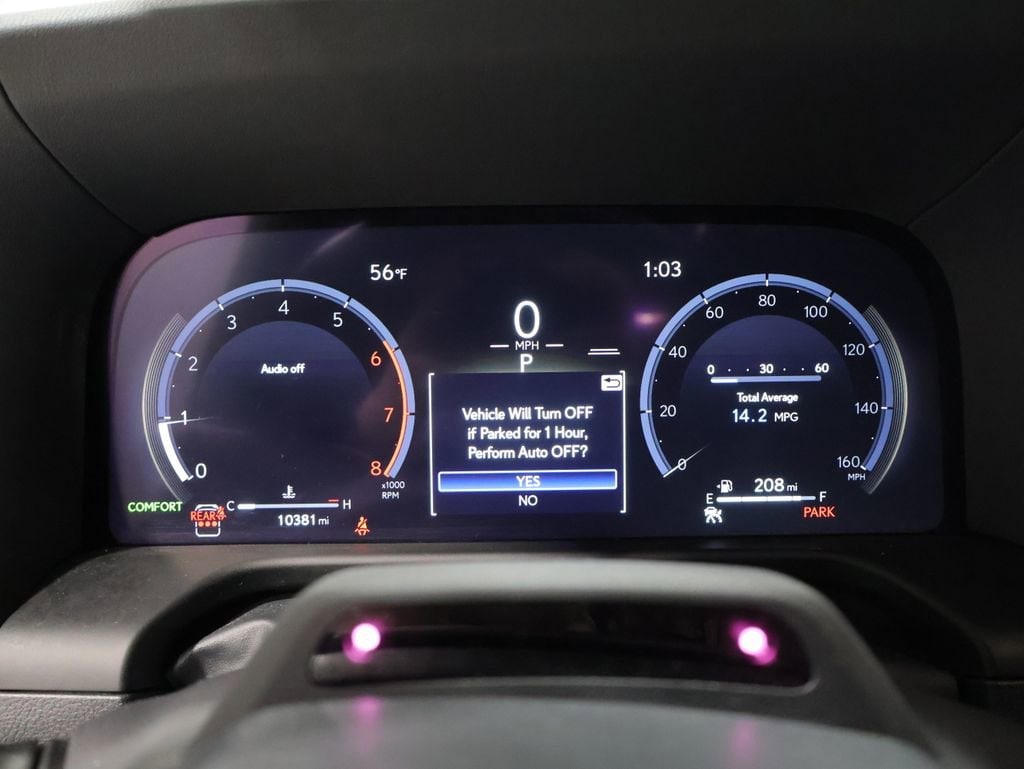 56°F
1:03
0
MPH
P
0 1 2 3 4 5 6 7 8
x1000
RPM
Audio off
Vehicle Will Turn OFF
if Parked for 1 Hour,
Perform Auto OFF?
YES
NO
0 20 40 60 80 100 120 140 160
MPH
0 30 60
Total Average
14.2 MPG
COMFORT
REAR
C H
10381 mi
208 mi
E F
PARK